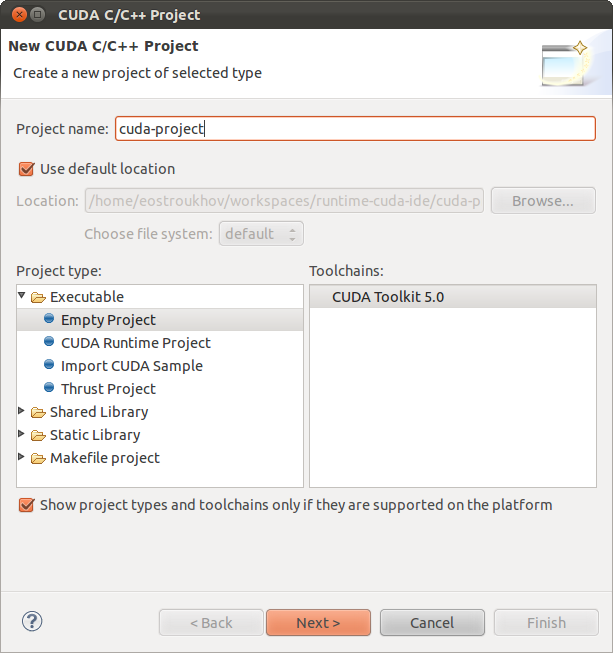 CUDA C/C++ Project
New CUDA C/C++ Project
Create a new project of selected type
Project name: cuda-project
Use default location
Location: /home/eostroukhov/workspaces/runtime-cuda-ide/cuda-p Browse...
Choose file system: default
Project type: Toolchains:
Executable CUDA Toolkit 5.0
Empty Project
CUDA Runtime Project
Import CUDA Sample
Thrust Project
Shared Library
Static Library
Makefile project
Show project types and toolchains only if they are supported on the platform
? < Back Next > Cancel Finish